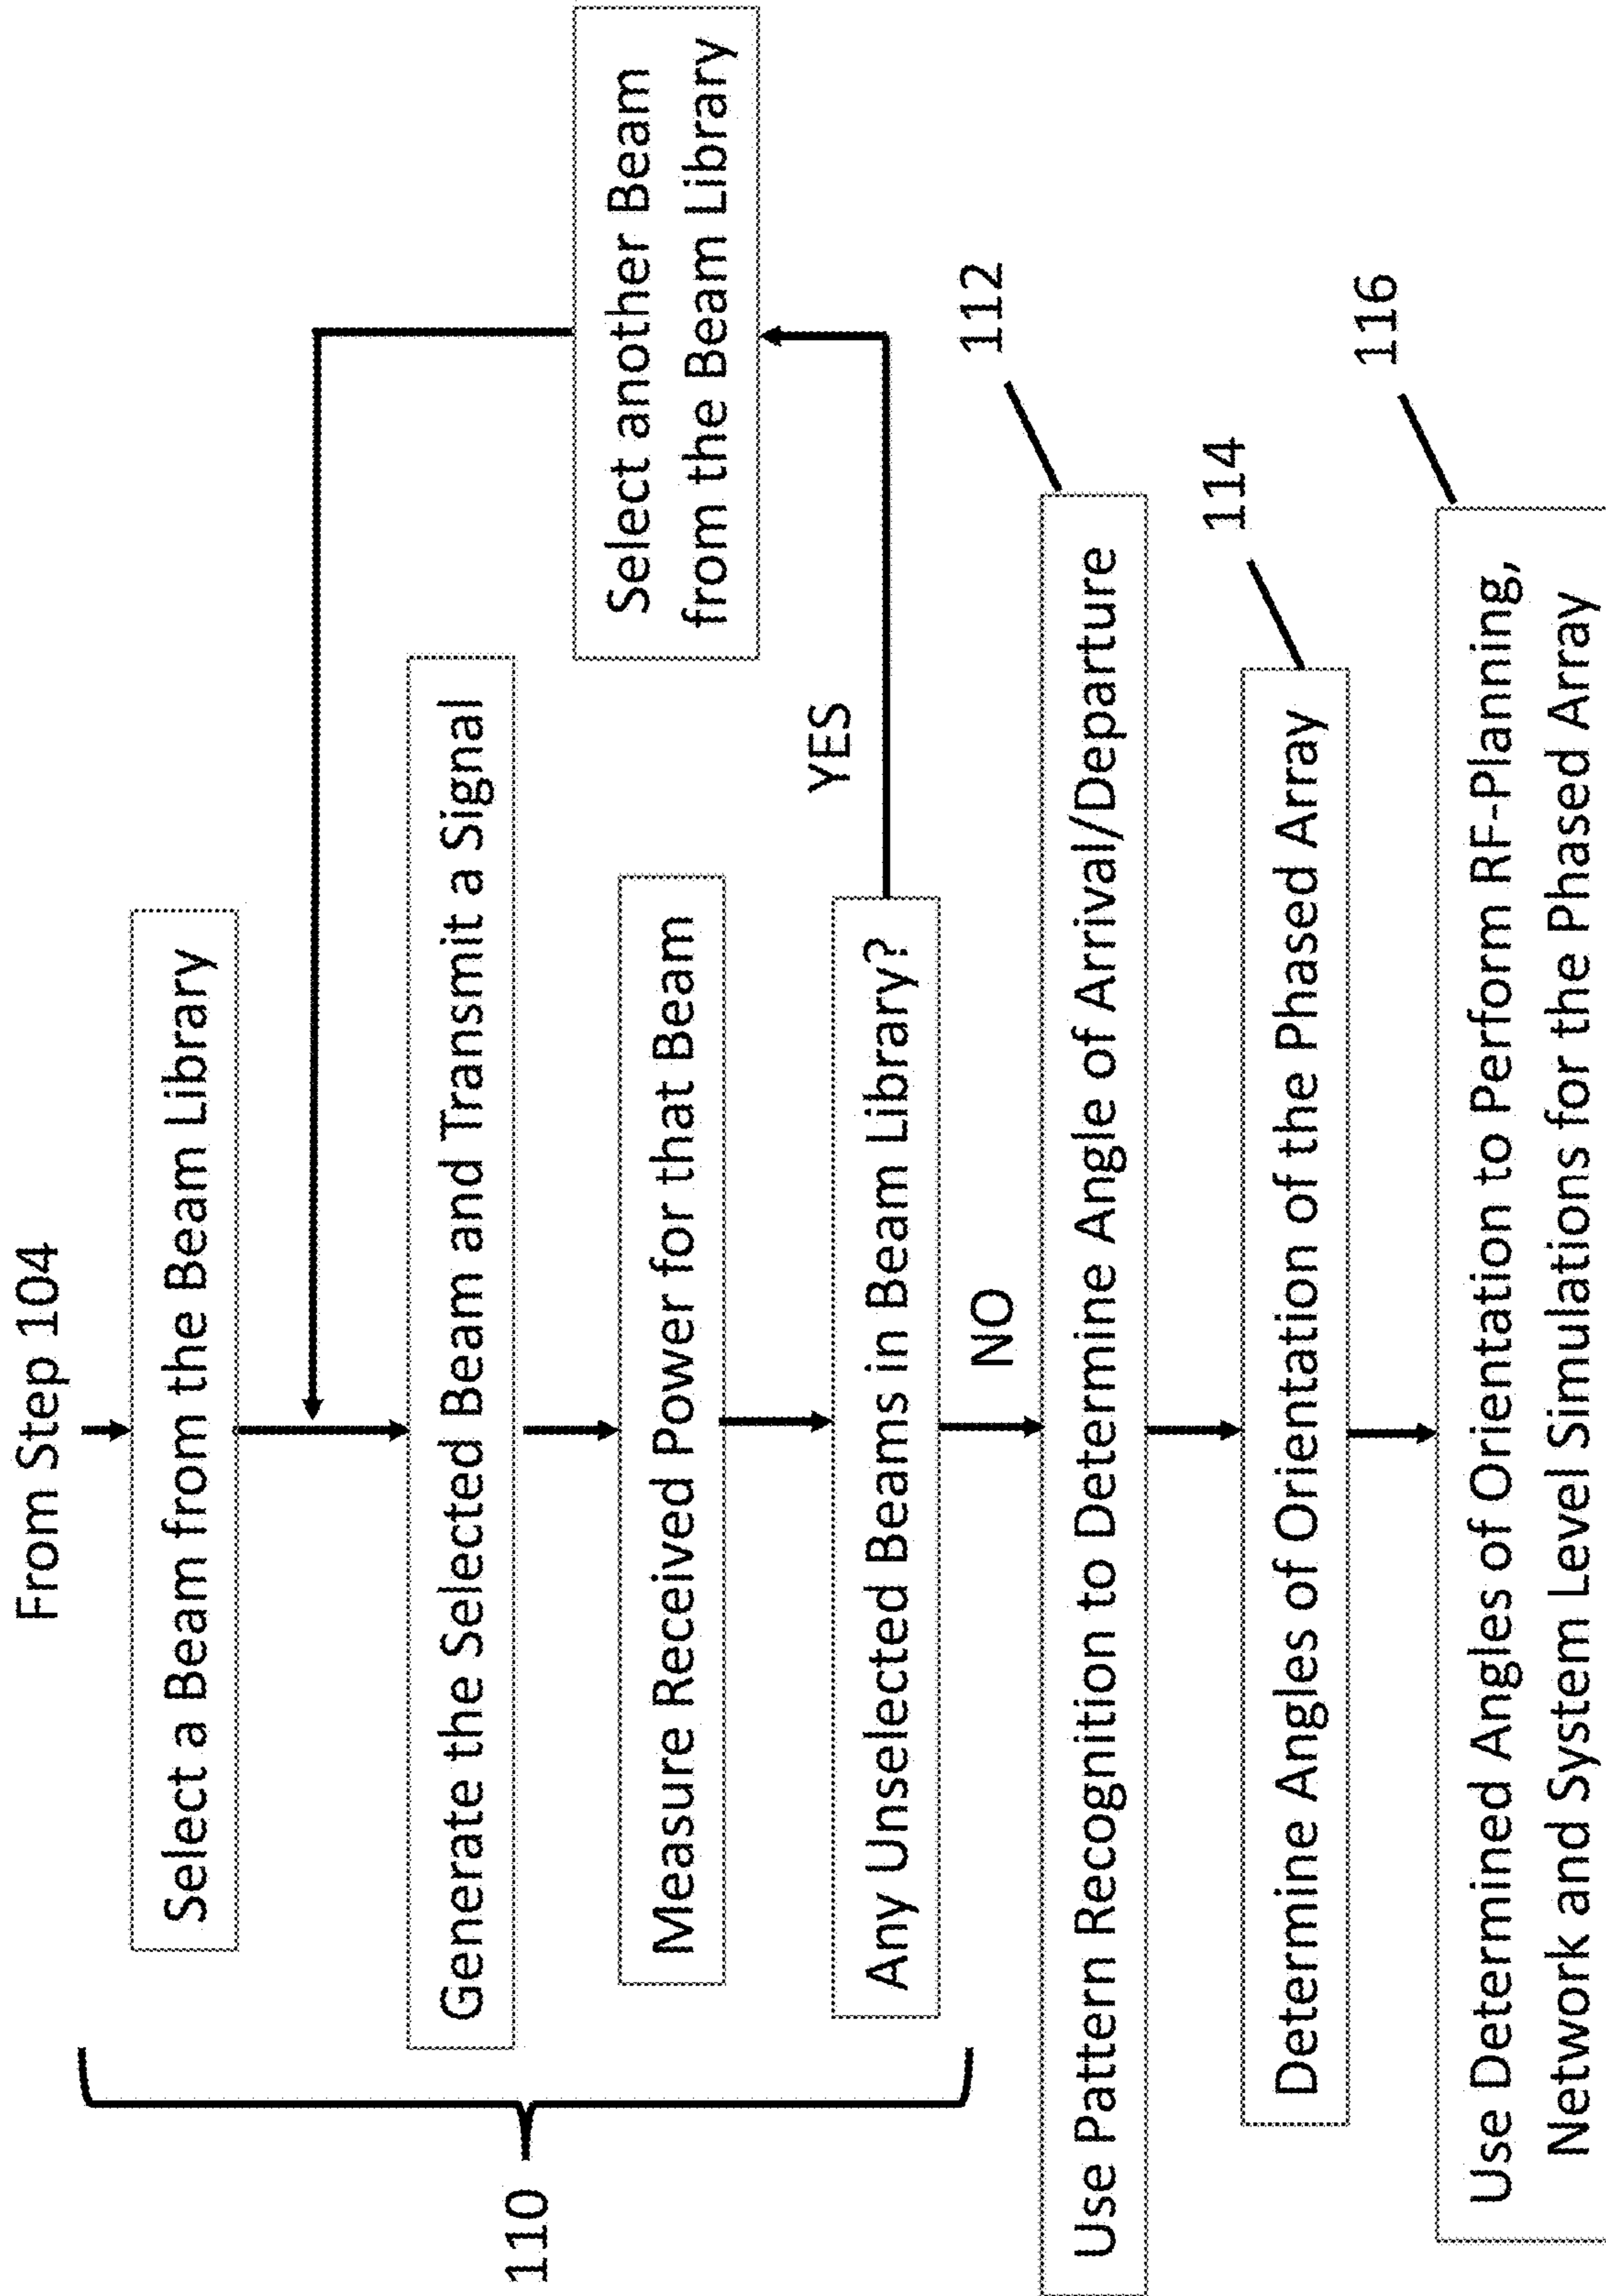 From Step 104
Select a Beam from the Beam Library
Generate the Selected Beam and Transmit a Signal
Measure Received Power for that Beam
Any Unselected Beams in Beam Library?
YES
Select another Beam
from the Beam Library
110
NO
Use Pattern Recognition to Determine Angle of Arrival/Departure
112
Determine Angles of Orientation of the Phased Array
114
Use Determined Angles of Orientation to Perform RF-Planning,
Network and System Level Simulations for the Phased Array
116